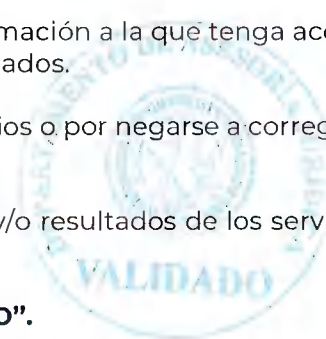 mación a la que tenga acc
ados.
ios o por negarse a correg
y/o resultados de los serv
VALIDADO
O”.